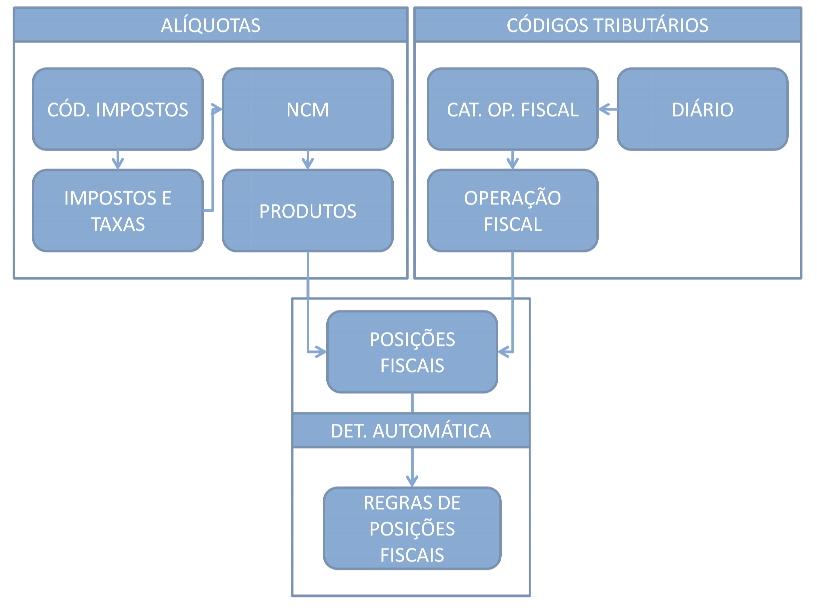 ALÍQUOTAS
CÓD. IMPOSTOS
NCM
IMPOSTOS E
TAXAS
PRODUTOS
CÓDIGOS TRIBUTÁRIOS
CAT. OP. FISCAL
DIÁRIO
OPERAÇÃO
FISCAL
POSIÇÕES
FISCAIS
DET. AUTOMÁTICA
REGRAS DE
POSIÇÕES
FISCAIS